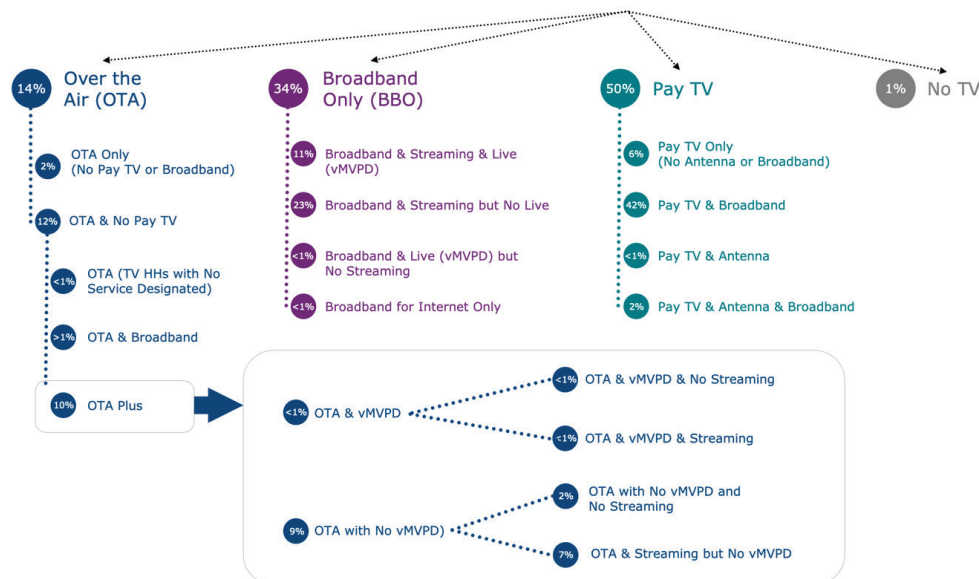 14%
Over the
Air (OTA)
2%
OTA Only
(No Pay TV or Broadband)
12%
OTA & No Pay TV
<1%
OTA (TV HHs with No
Service Designated)
>1%
OTA & Broadband
10%
OTA Plus
34%
Broadband
Only (BBO)
11%
Broadband & Streaming & Live
(vMVPD)
23%
Broadband & Streaming but No Live
<1%
Broadband & Live (vMVPD) but
No Streaming
<1%
Broadband for Internet Only
50%
Pay TV
6%
Pay TV Only
(No Antenna or Broadband)
42%
Pay TV & Broadband
<1%
Pay TV & Antenna
2%
Pay TV & Antenna & Broadband
1%
No TV
<1%
OTA & vMVPD
<1%
OTA & vMVPD & No Streaming
<1%
OTA & vMVPD & Streaming
9%
OTA with No vMVPD)
2%
OTA with No vMVPD and
No Streaming
7%
OTA & Streaming but No vMVPD